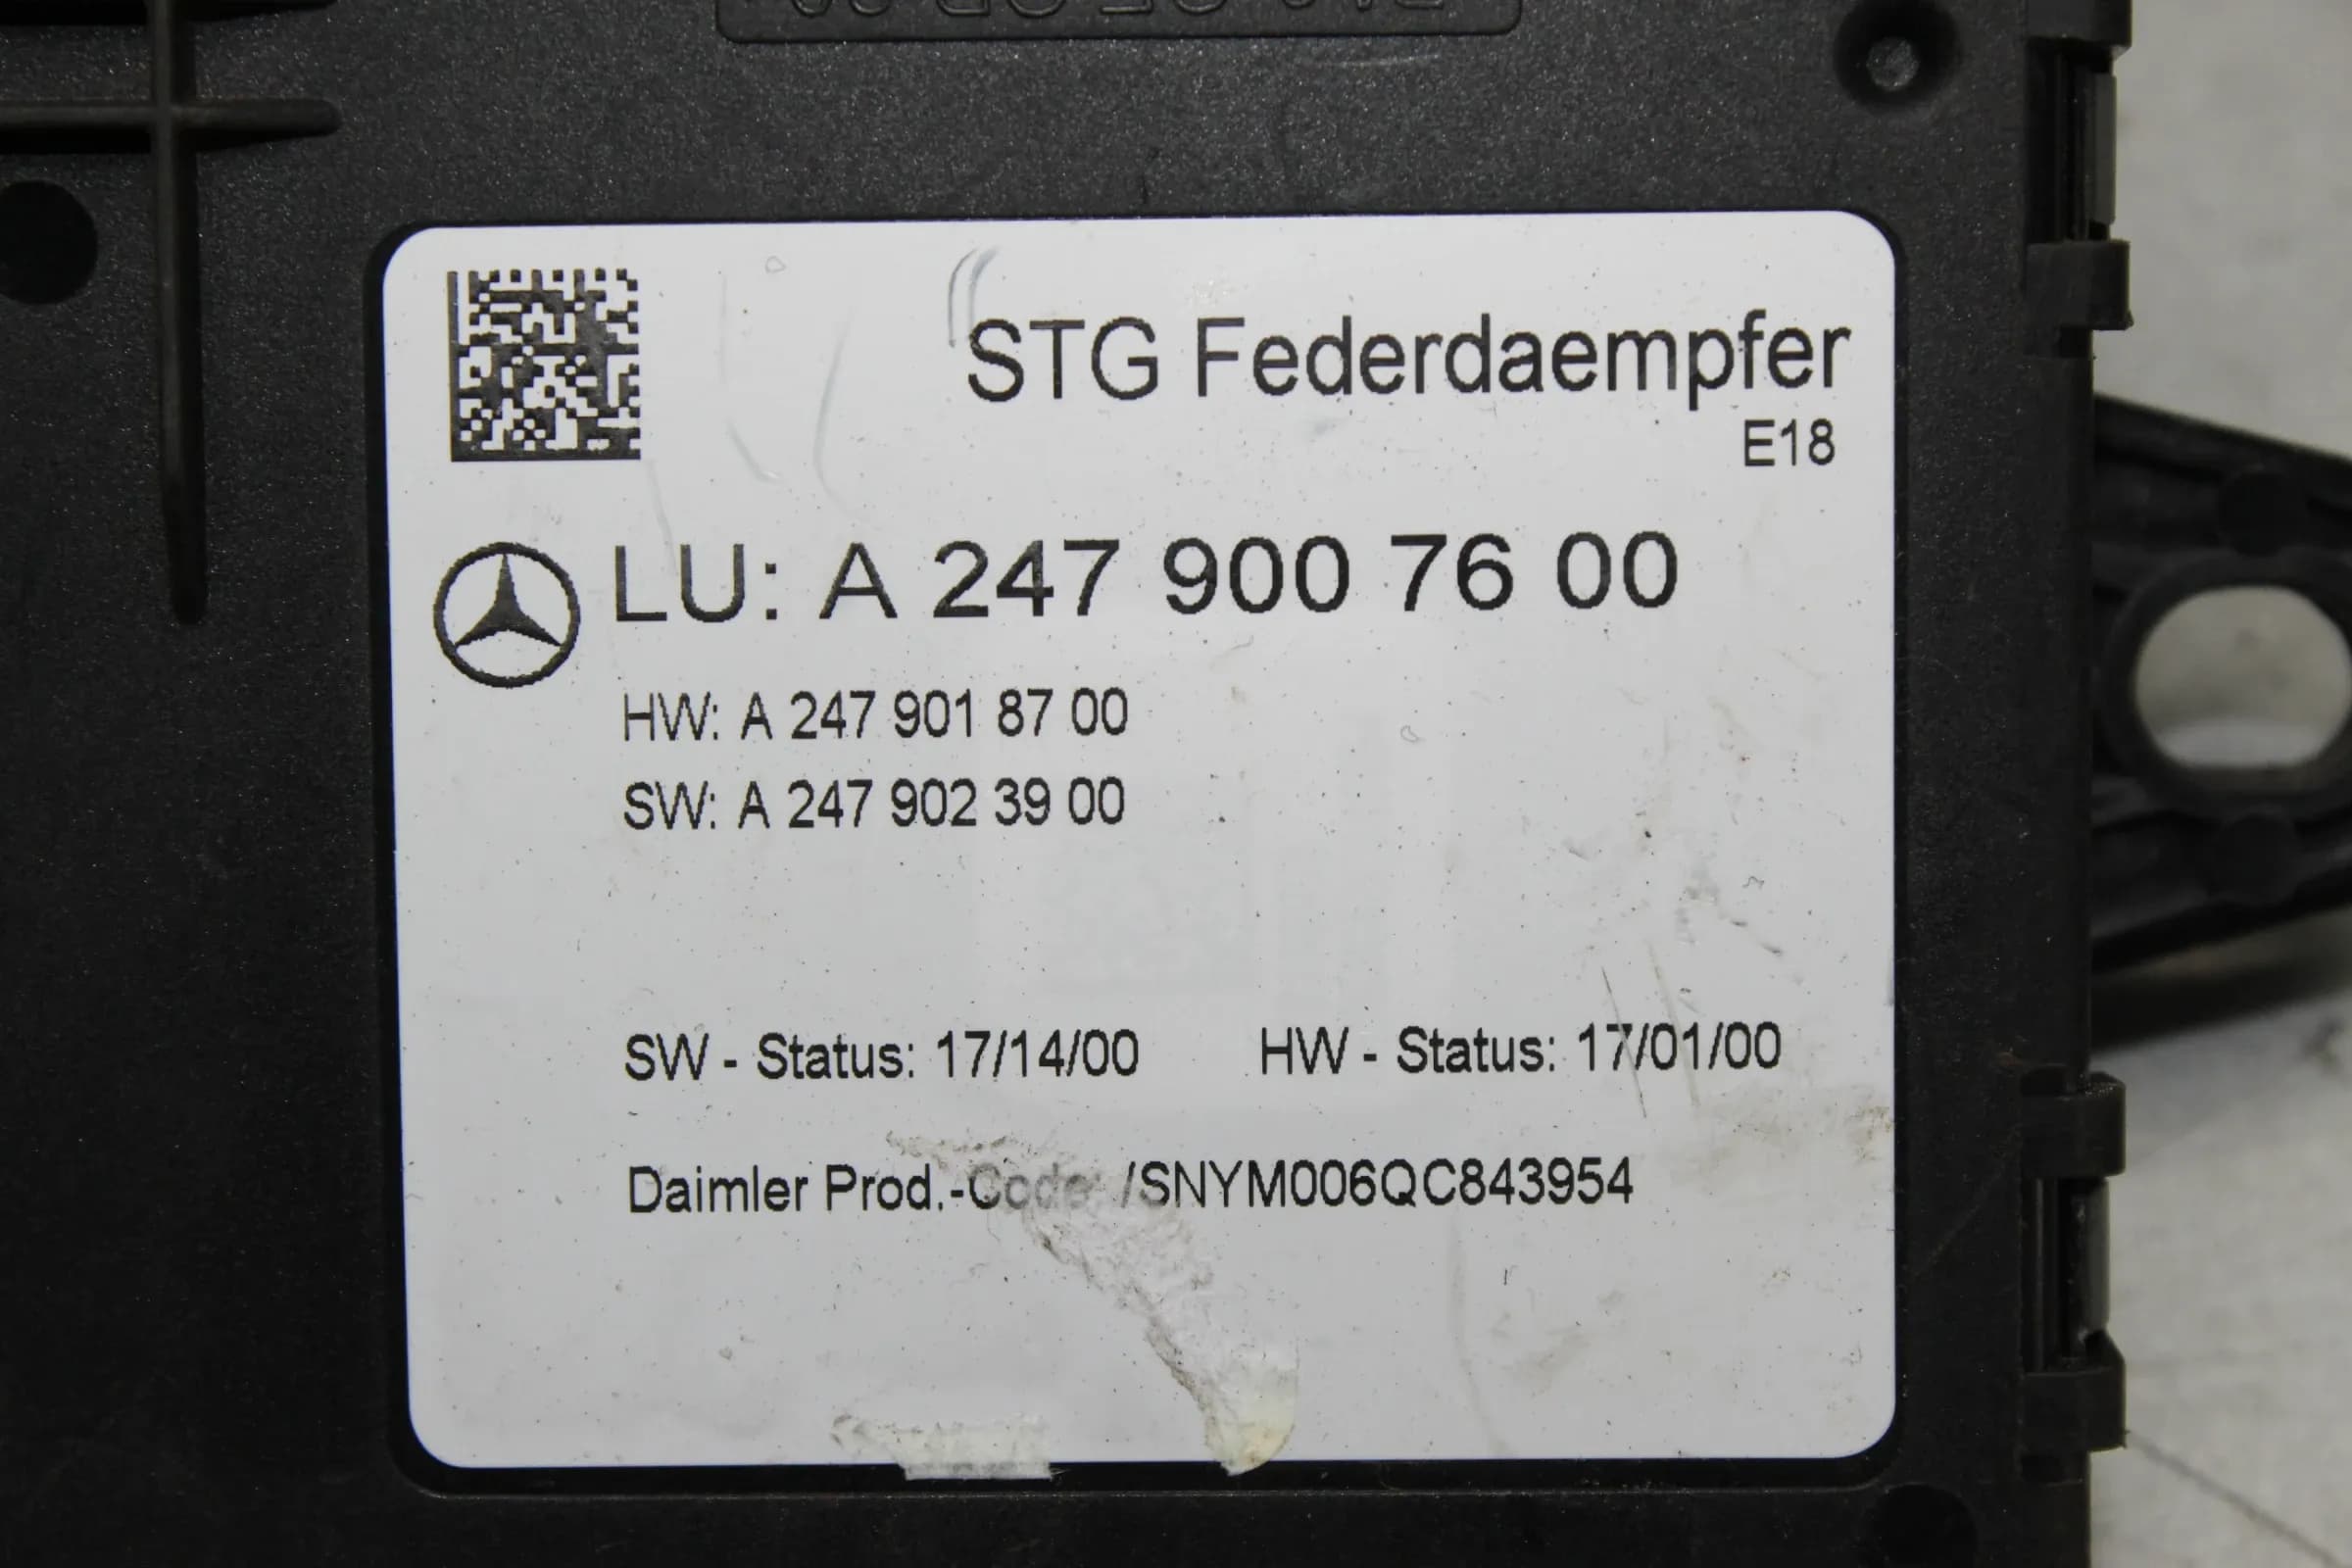 STG Federdaempfer
E18
LU: A 247 900 76 00
HW: A 247 901 87 00
SW: A 247 902 39 00
SW - Status: 17/14/00 HW - Status: 17/01/00
Daimler Prod.-Code: /SNYM006QC843954